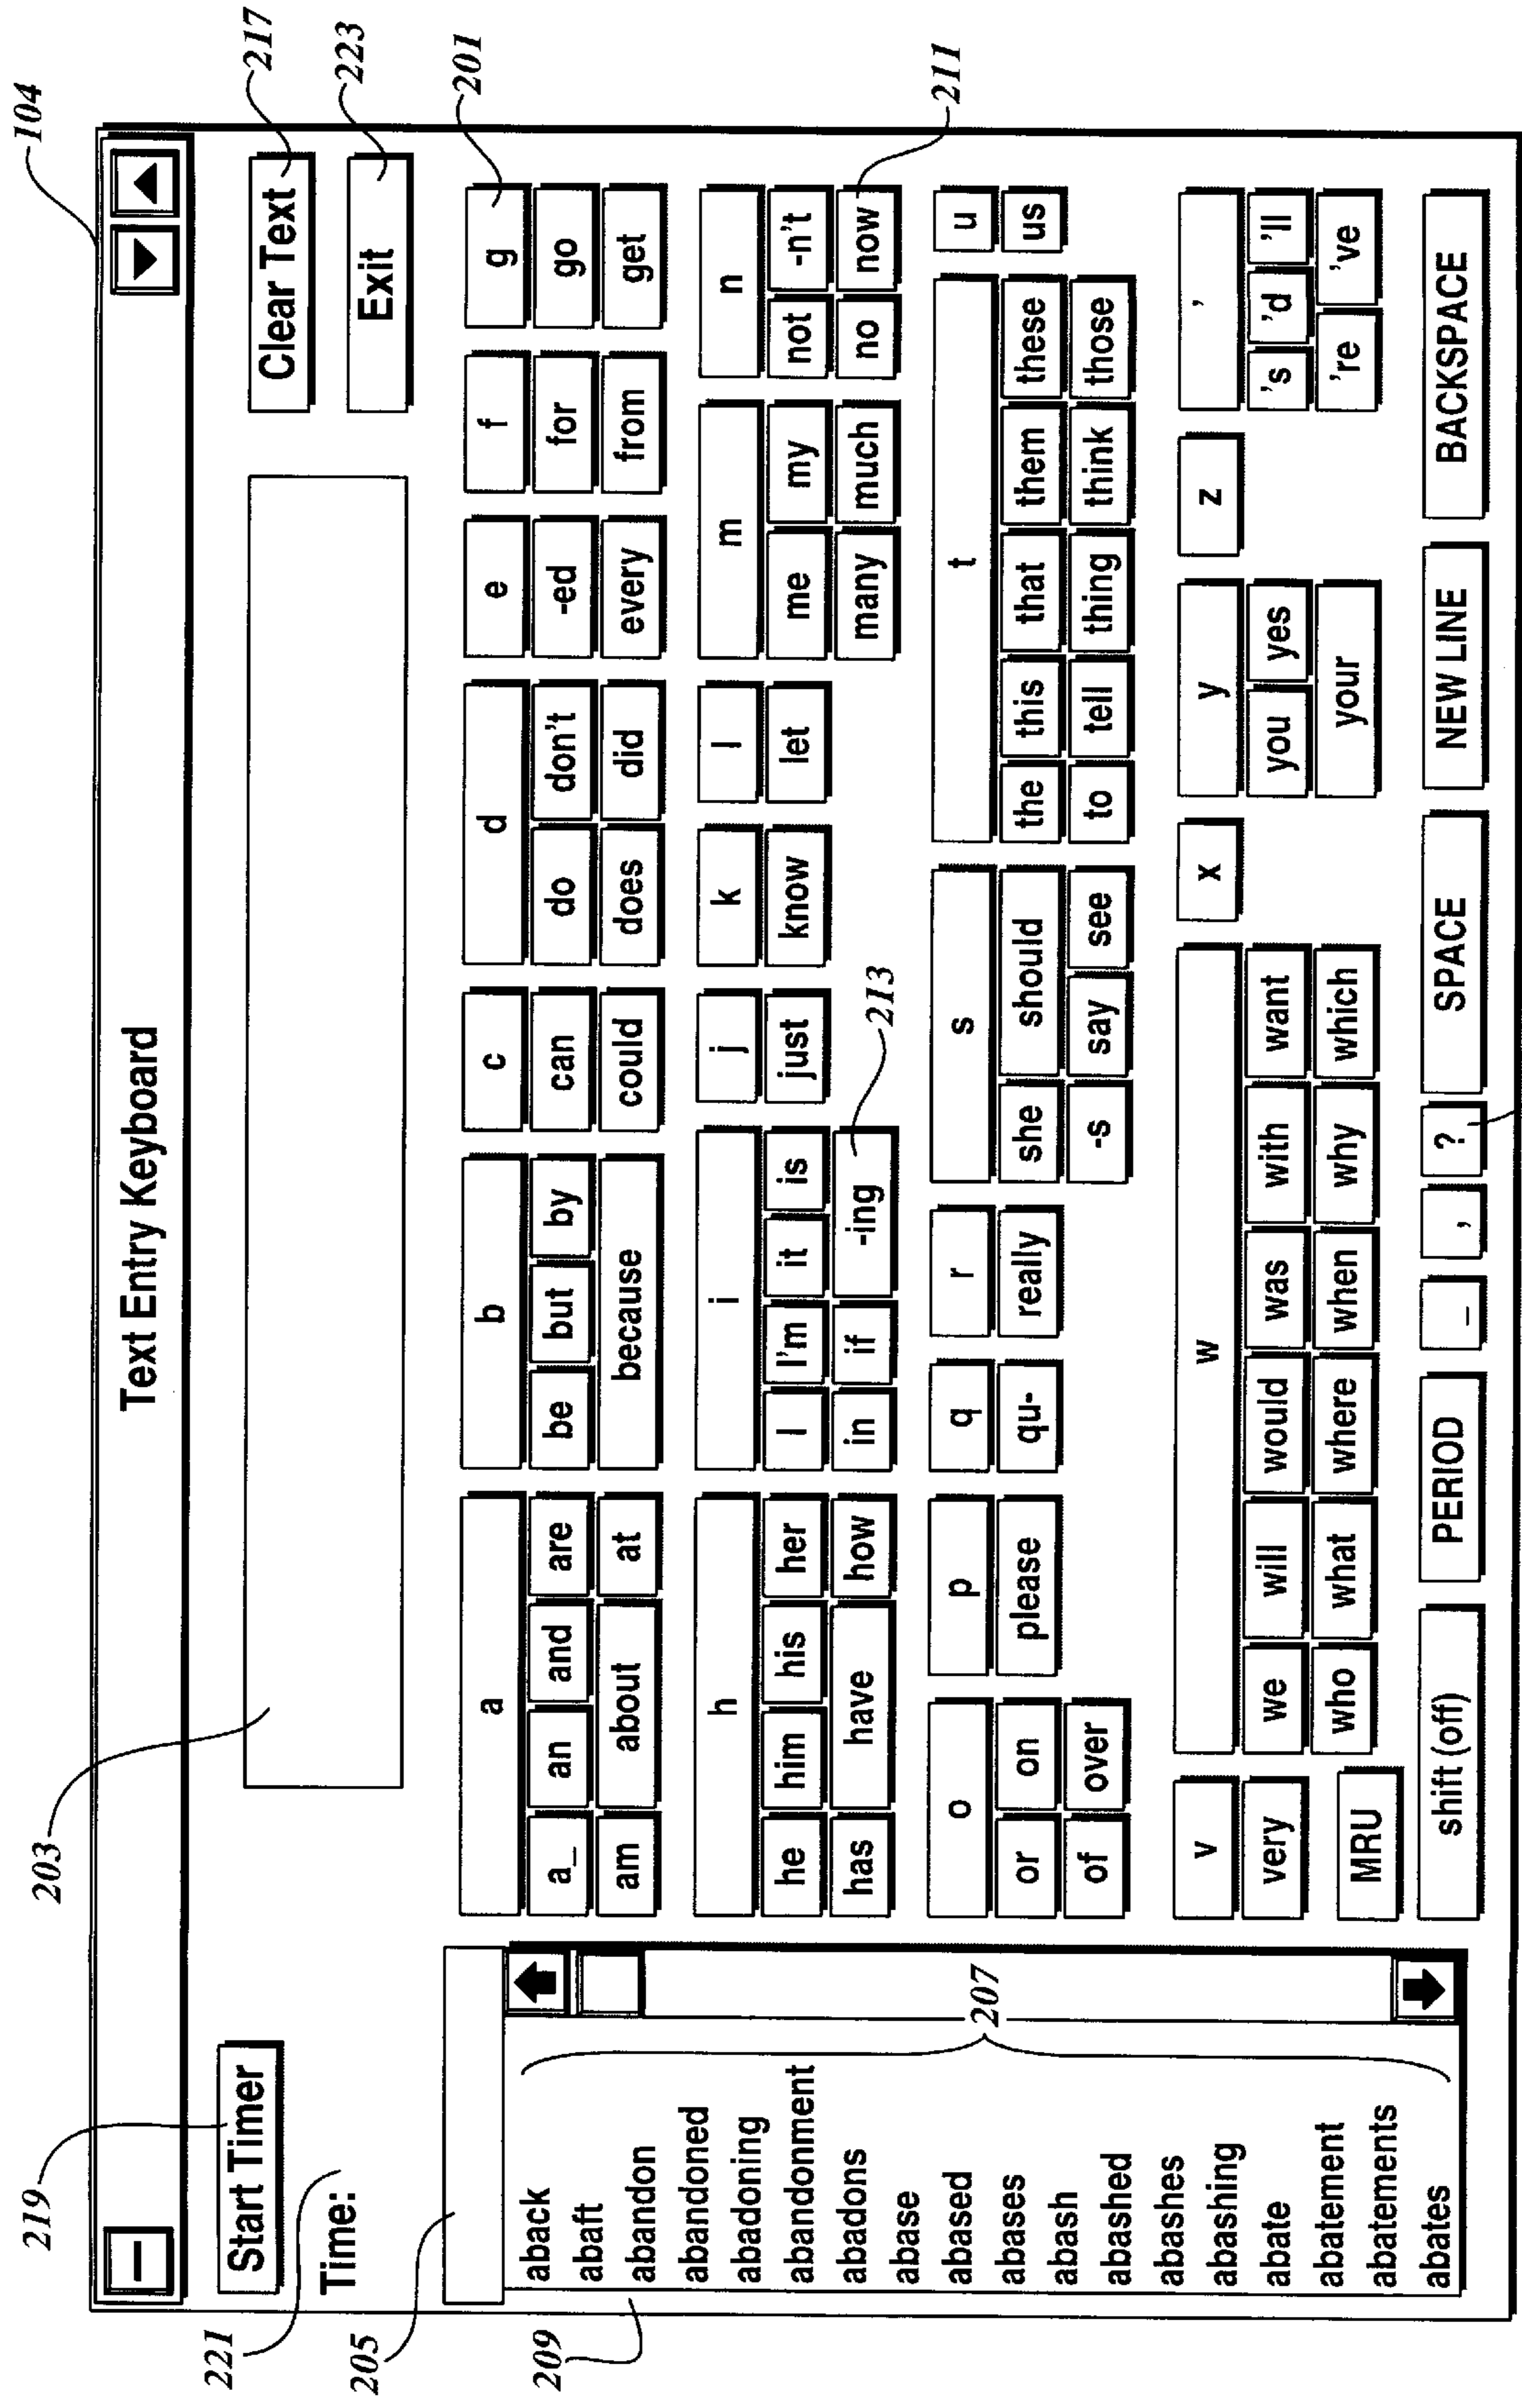 104
Text Entry Keyboard
219
Start Timer
203
Clear Text
217
221
Time:
Exit
223
205
209
aback
abaft
abandon
abandoned
abadoning
abandonment
abadons
abase
abased
abases
abash
abashed
abashes
abashing
abate
abatement
abatements
abates
207
a b c d e f g
201
a_ an and are be but by can do don't -ed for go
am about at because could does did every from get
h i j k l m n
he him his her I I'm it is just know let me my not -n't
has have how in if -ing many much no now
213
211
o p q r s t u
or on please qu- really she should the this that them these us
of over -s say see to tell thing think those
v w x y z '
very we will would was with want you yes 's 'd 'll
MRU who what where when why which your 're 've
shift (off) PERIOD _ , ? SPACE NEW LINE BACKSPACE